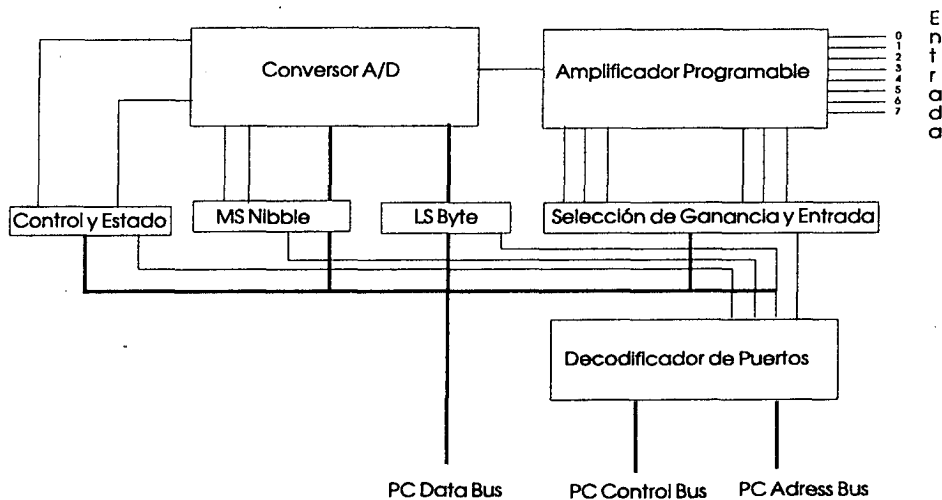 Conversor A/D
Amplificador Programable
0
1
2
3
4
5
6
7
Entrada
Control y Estado
MS Nibble
LS Byte
Selección de Ganancia y Entrada
Decodificador de Puertos
PC Data Bus
PC Control Bus
PC Adress Bus